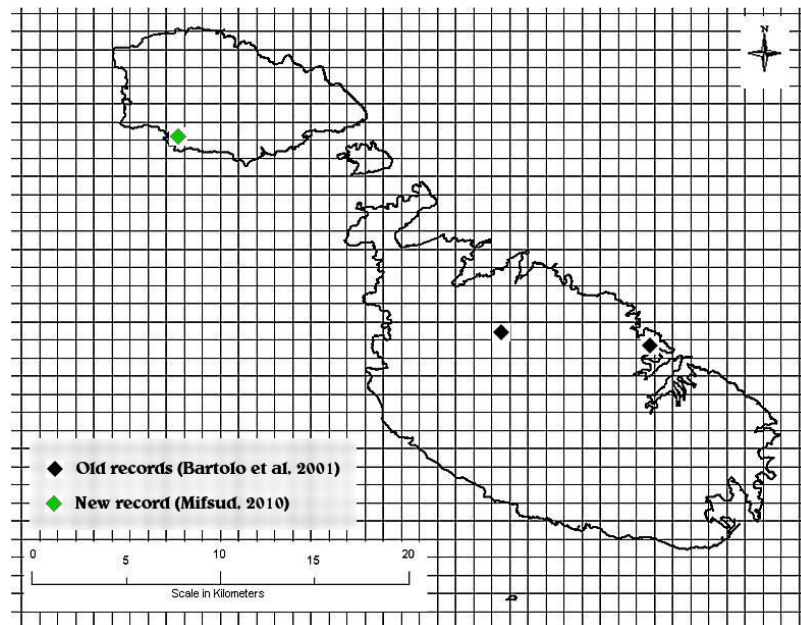 N
Old records (Bartolo et al. 2001)
New record (Mifsud, 2010)
0 5 10 15 20
Scale in Kilometers